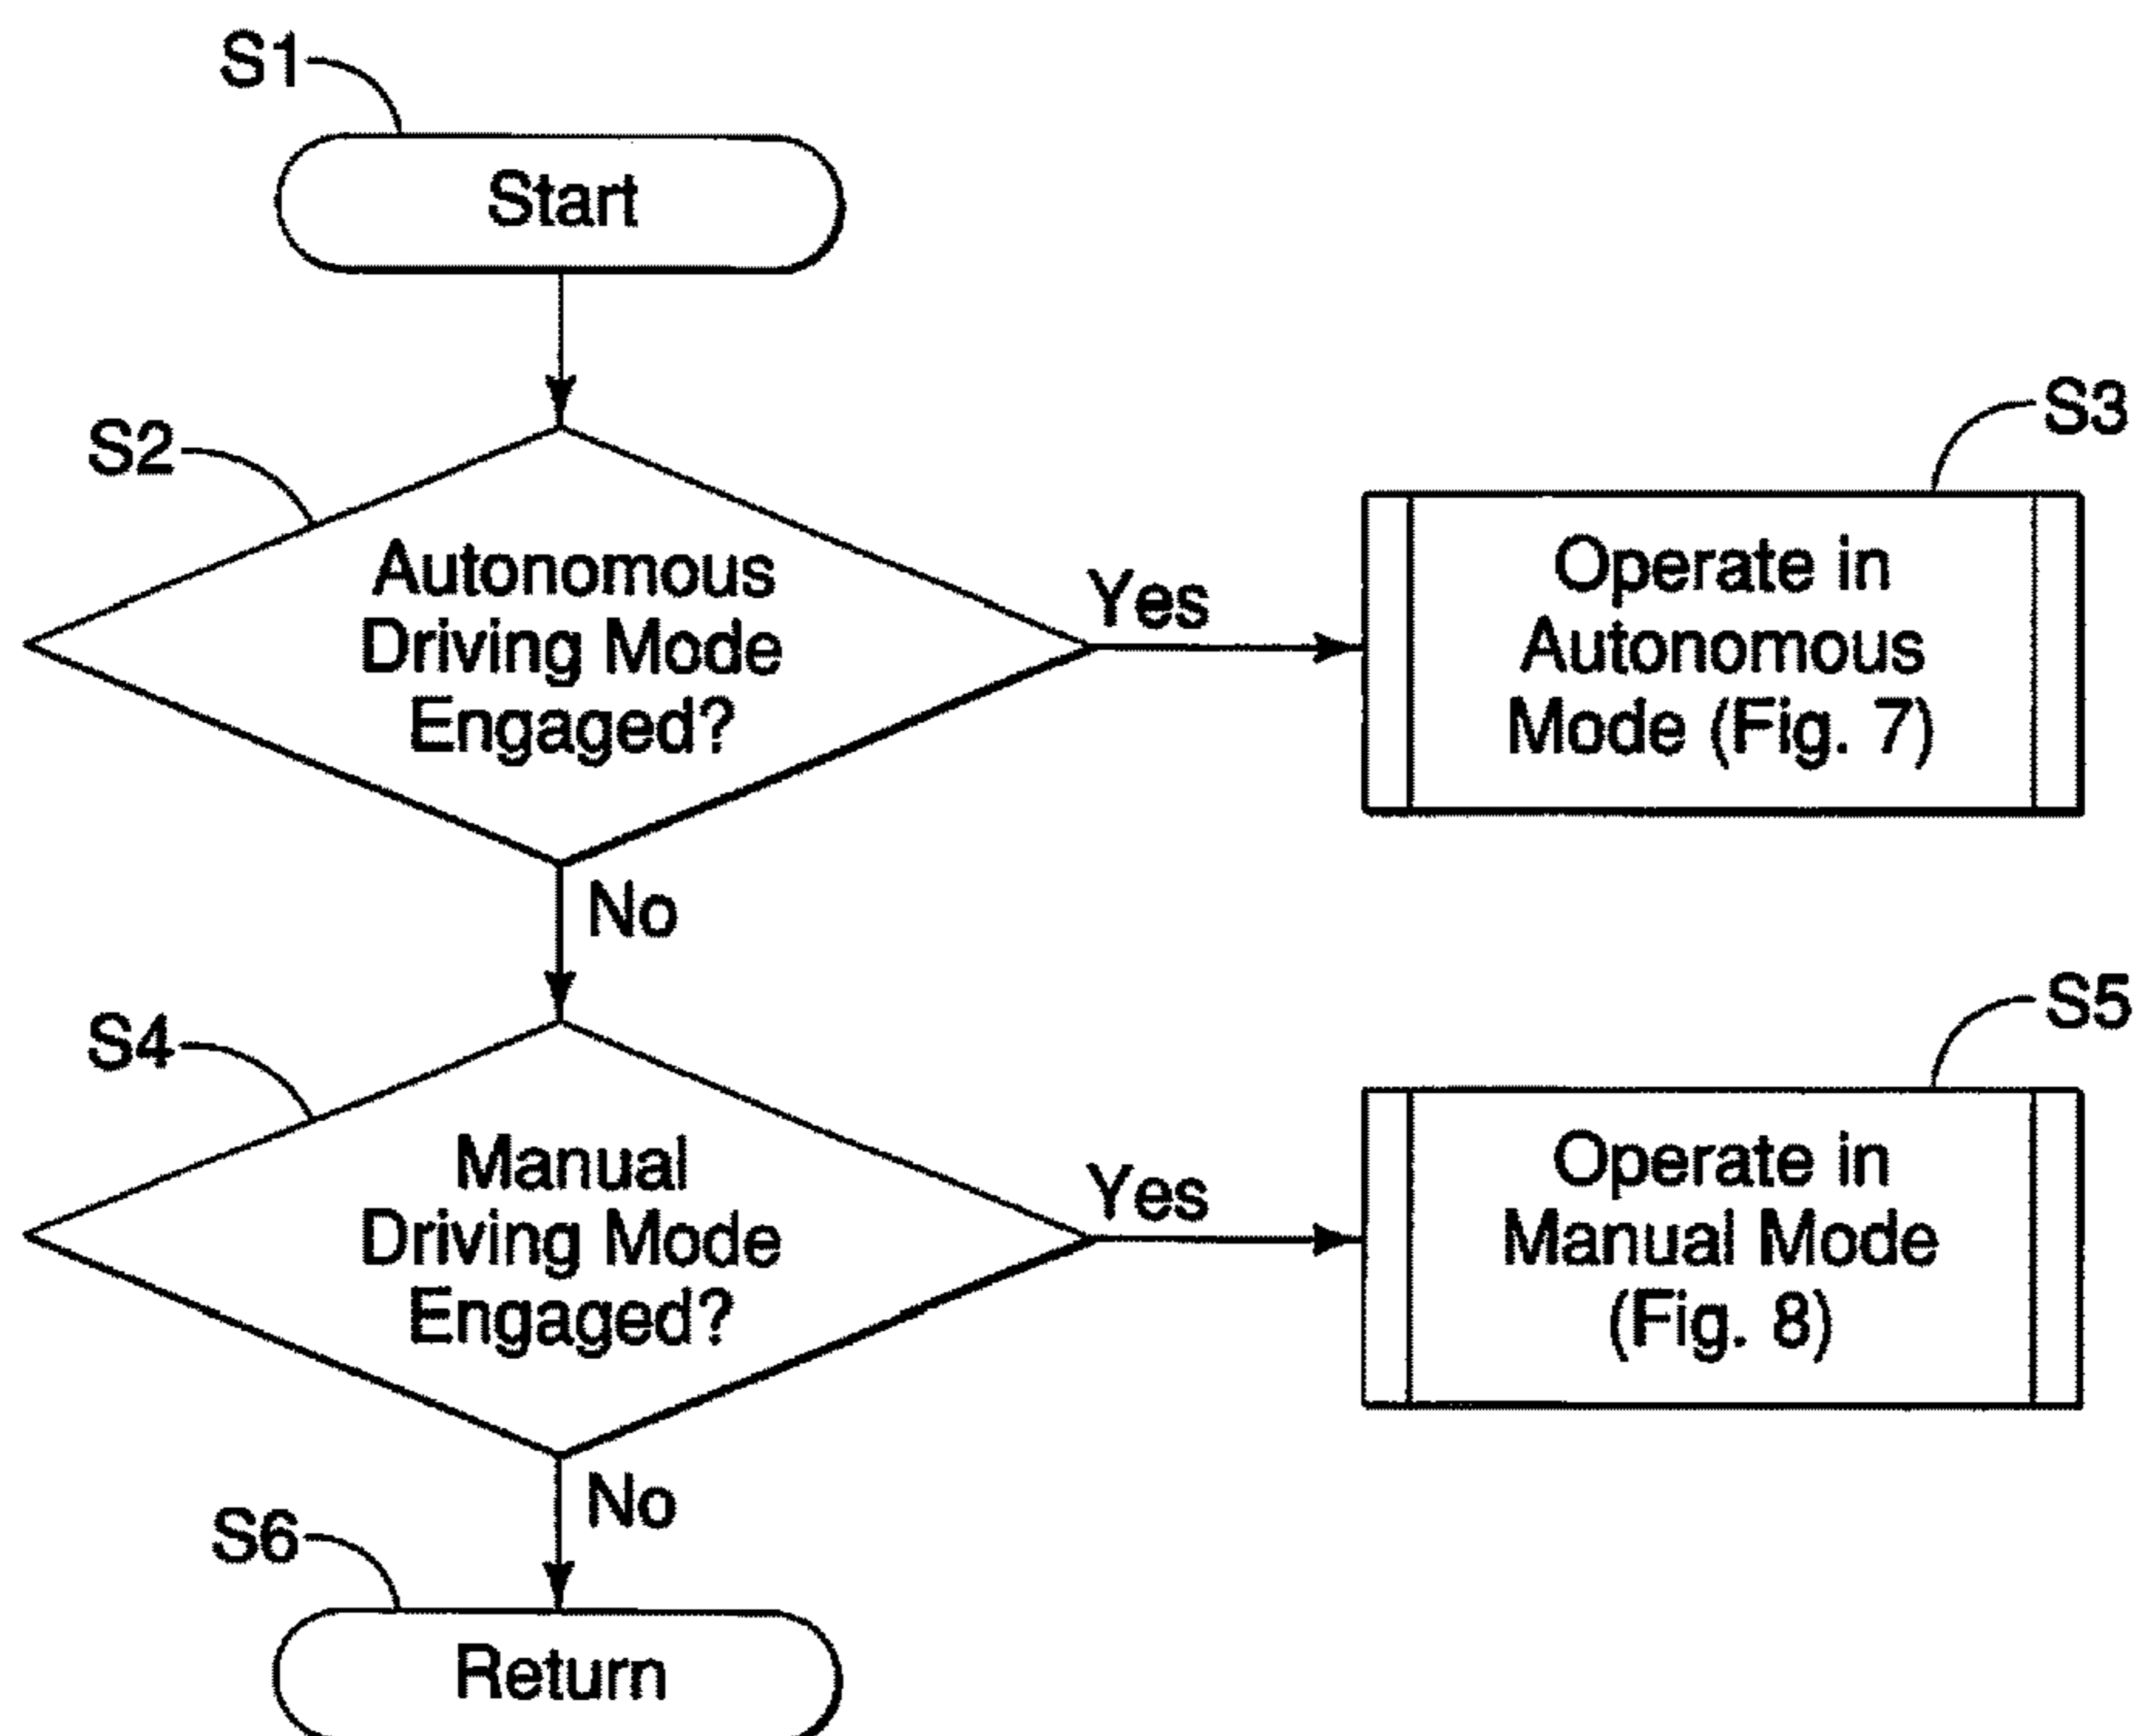 S1
Start
S2
Autonomous
Driving Mode
Engaged?
Yes
S3
Operate in
Autonomous
Mode (Fig. 7)
No
S4
Manual
Driving Mode
Engaged?
Yes
S5
Operate in
Manual Mode
(Fig. 8)
No
S6
Return